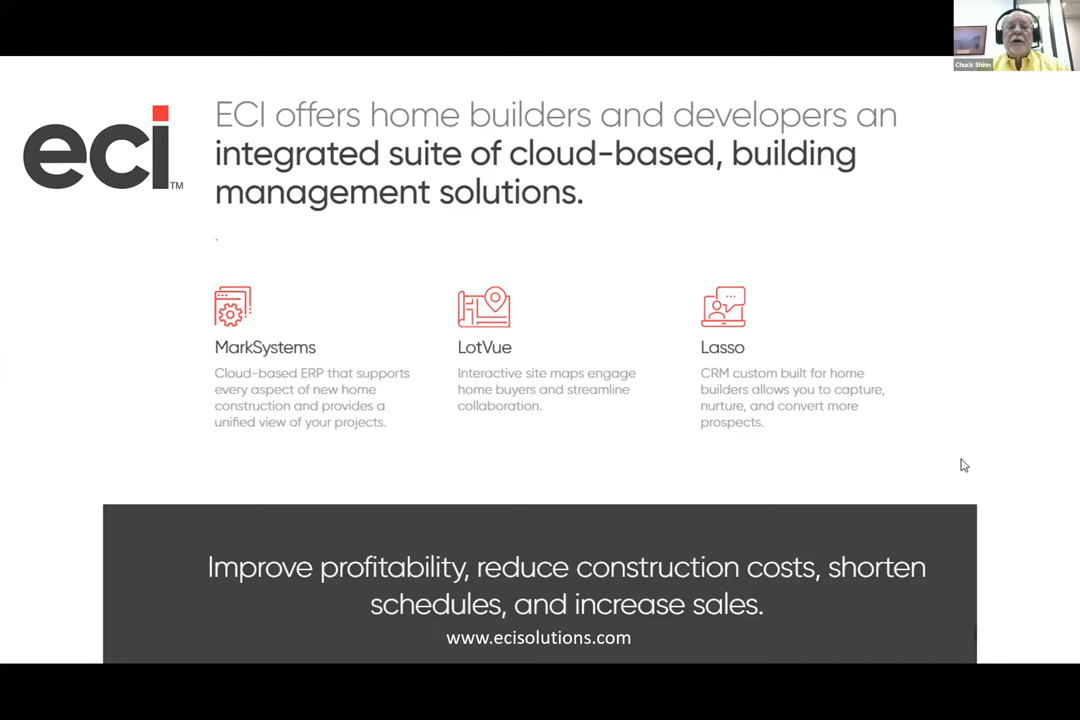 Chuck Shinn
eci™
ECI offers home builders and developers an
integrated suite of cloud-based, building
management solutions.
MarkSystems
Cloud-based ERP that supports
every aspect of new home
construction and provides a
unified view of your projects.
LotVue
Interactive site maps engage
home buyers and streamline
collaboration.
Lasso
CRM custom built for home
builders allows you to capture,
nurture, and convert more
prospects.
Improve profitability, reduce construction costs, shorten
schedules, and increase sales.
www.ecisolutions.com